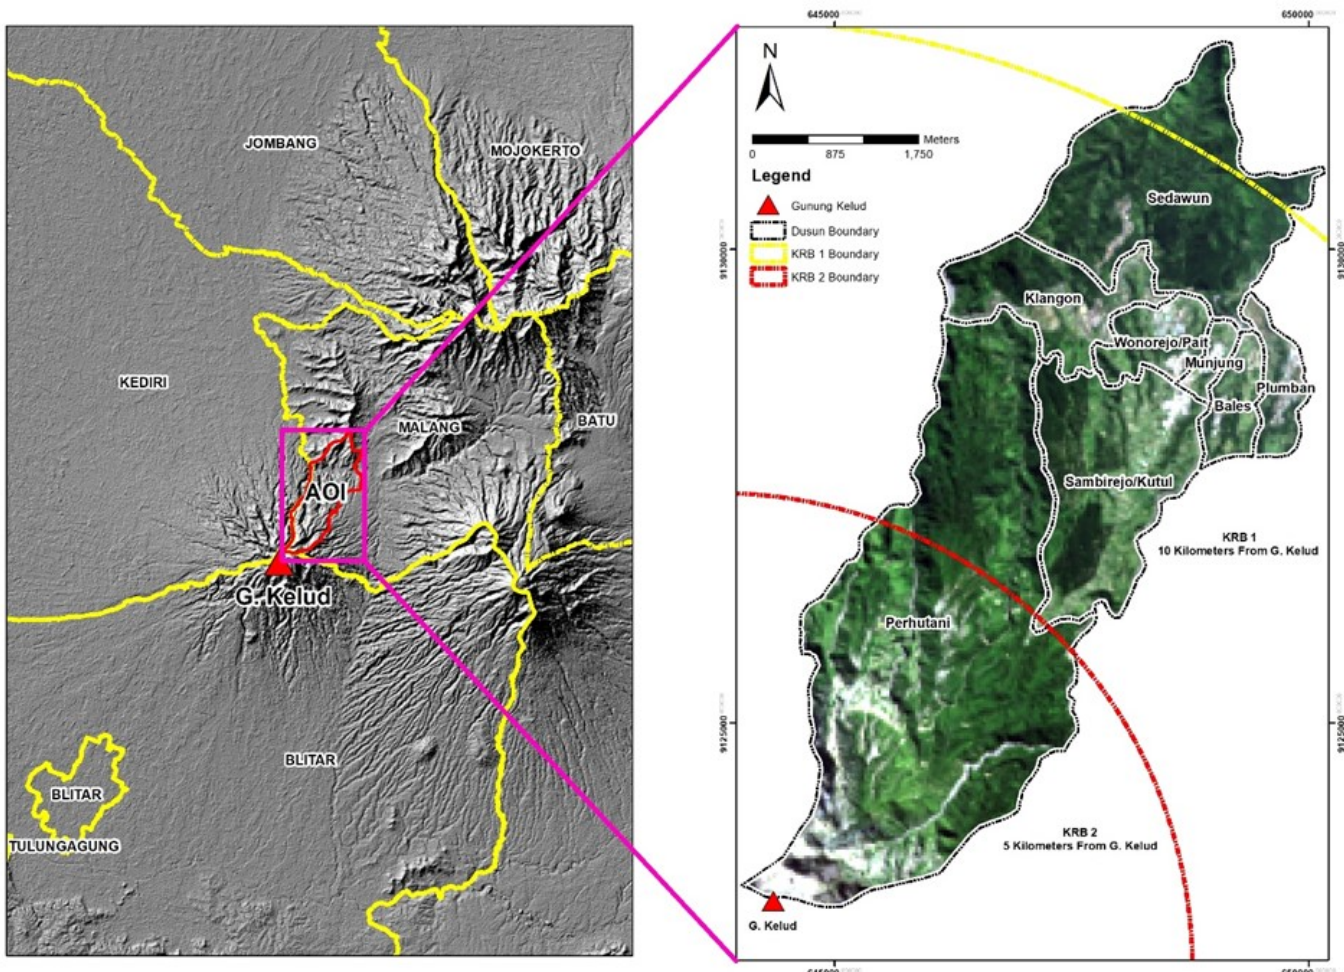 JOMBANG
MOJOKERTO
KEDIRI
MALANG
BATU
AOI
G. Kelud
BLITAR
BLITAR
TULUNGAGUNG
645000
650000
N
Meters
0
875
1,750
Legend
Gunung Kelud
Dusun Boundary
KRB 1 Boundary
KRB 2 Boundary
9130000
9130000
Sedawun
Klangon
Wonorejo/Pait
Munjung
Plumban
Bales
Sambirejo/Kutul
KRB 1
10 Kilometers From G. Kelud
Perhutani
9125000
9125000
KRB 2
5 Kilometers From G. Kelud
G. Kelud
645000
650000